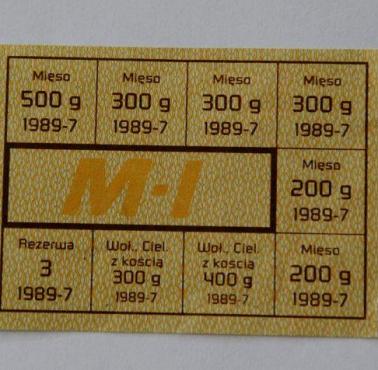 Mięso
500 g
1989-7
Mięso
300 g
1989-7
Mięso
300 g
1989-7
Mięso
300 g
1989-7
M-I
Mięso
200 g
1989-7
Rezerwa
3
1989-7
Woł., Ciel.
z kością
300 g
1989-7
Woł., Ciel.
z kością
400 g
1989-7
Mięso
200 g
1989-7